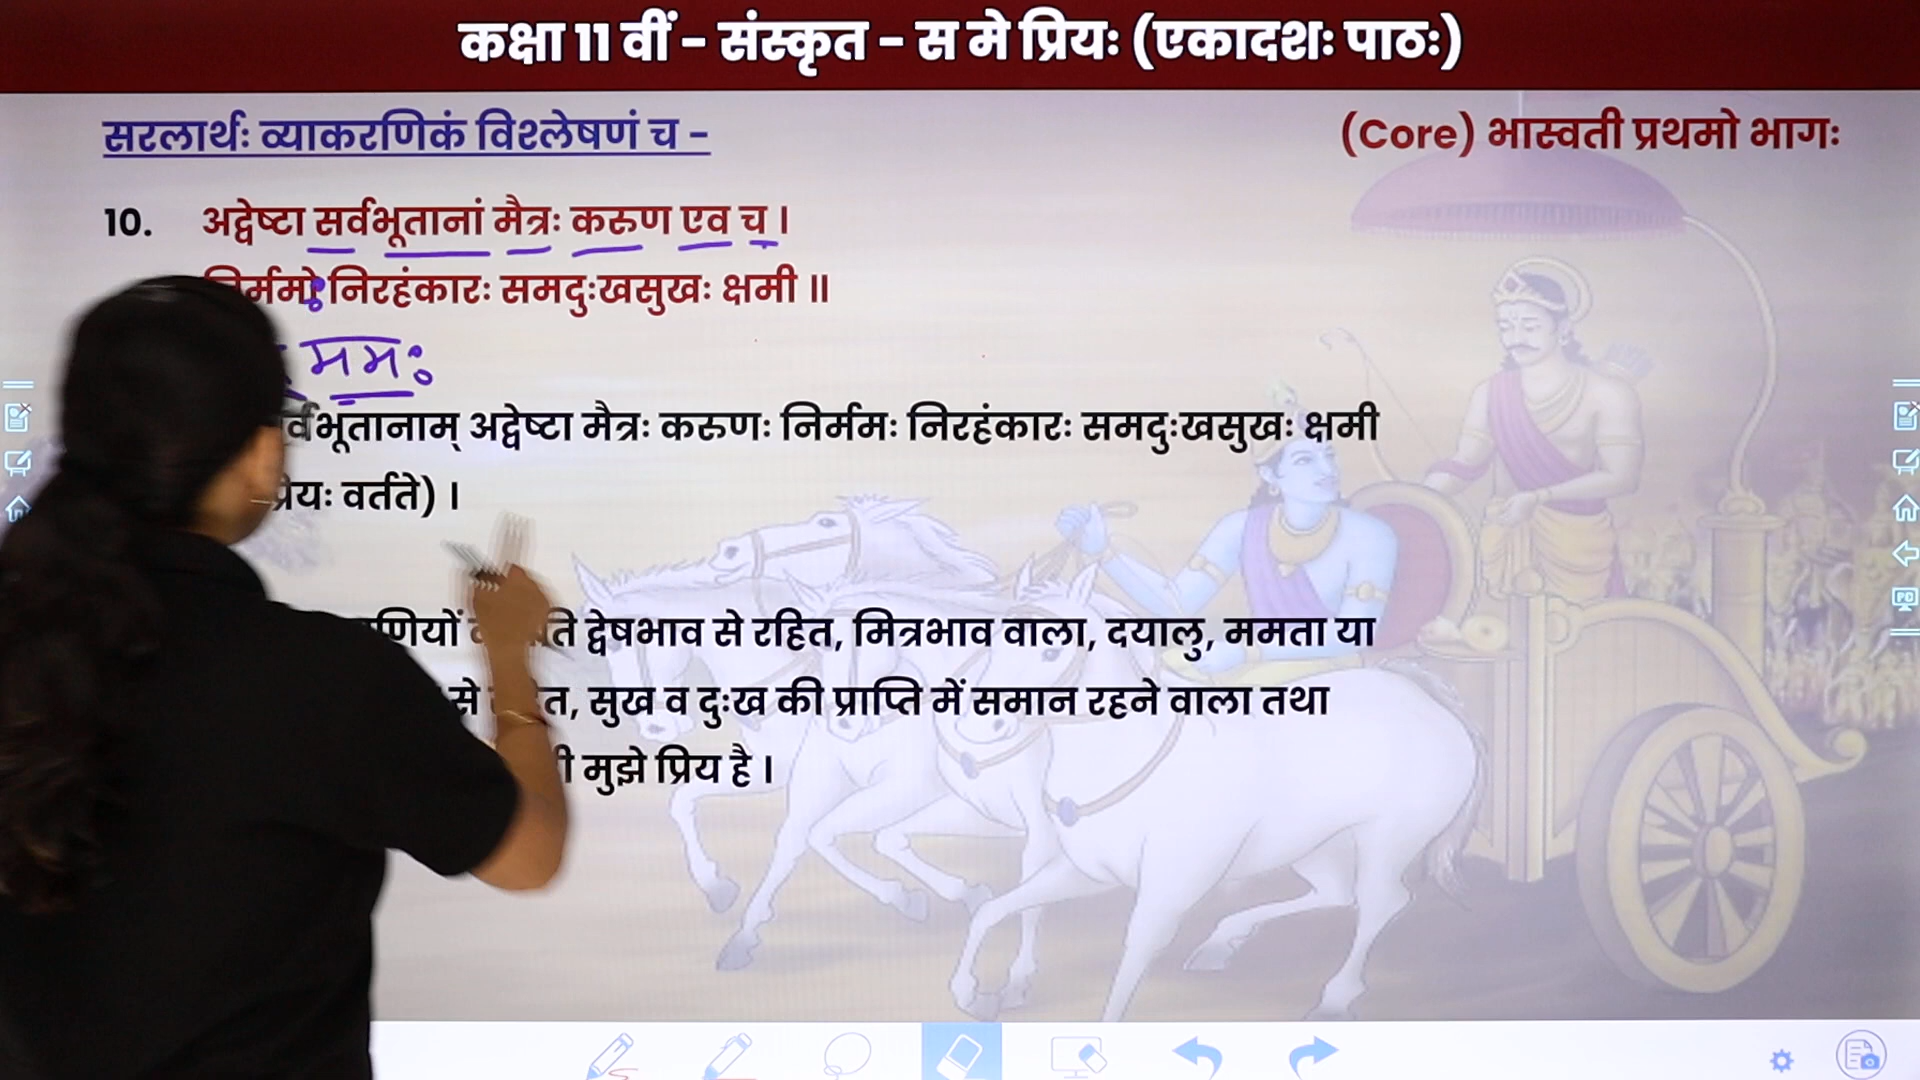 कक्षा 11 वीं - संस्कृत - स मे प्रियः (एकादशः पाठः)
सरलार्थः व्याकरणिकं विश्लेषणं च -
(Core) भास्वती प्रथमो भागः
10. अद्वेष्टा सर्वभूतानां मैत्रः करुण एव च ।
निर्ममो निरहंकारः समदुःखसुखः क्षमी ॥
ममः
अद्वेष्टा मैत्रः करुणः निर्ममः निरहंकारः समदुःखसुखः क्षमी
वर्तते) ।
द्वेषभाव से रहित, मित्रभाव वाला, दयालु, ममता या
से सुख व दुःख की प्राप्ति में समान रहने वाला तथा
मुझे प्रिय है ।